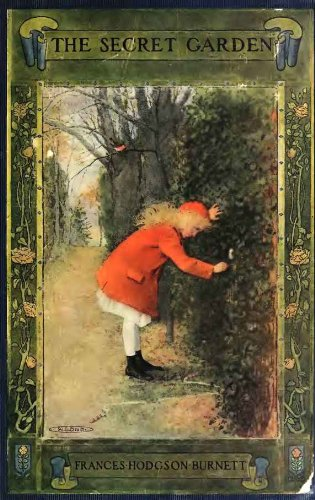 THE SECRET GARDEN
FRANCES·HODGSON·BURNETT